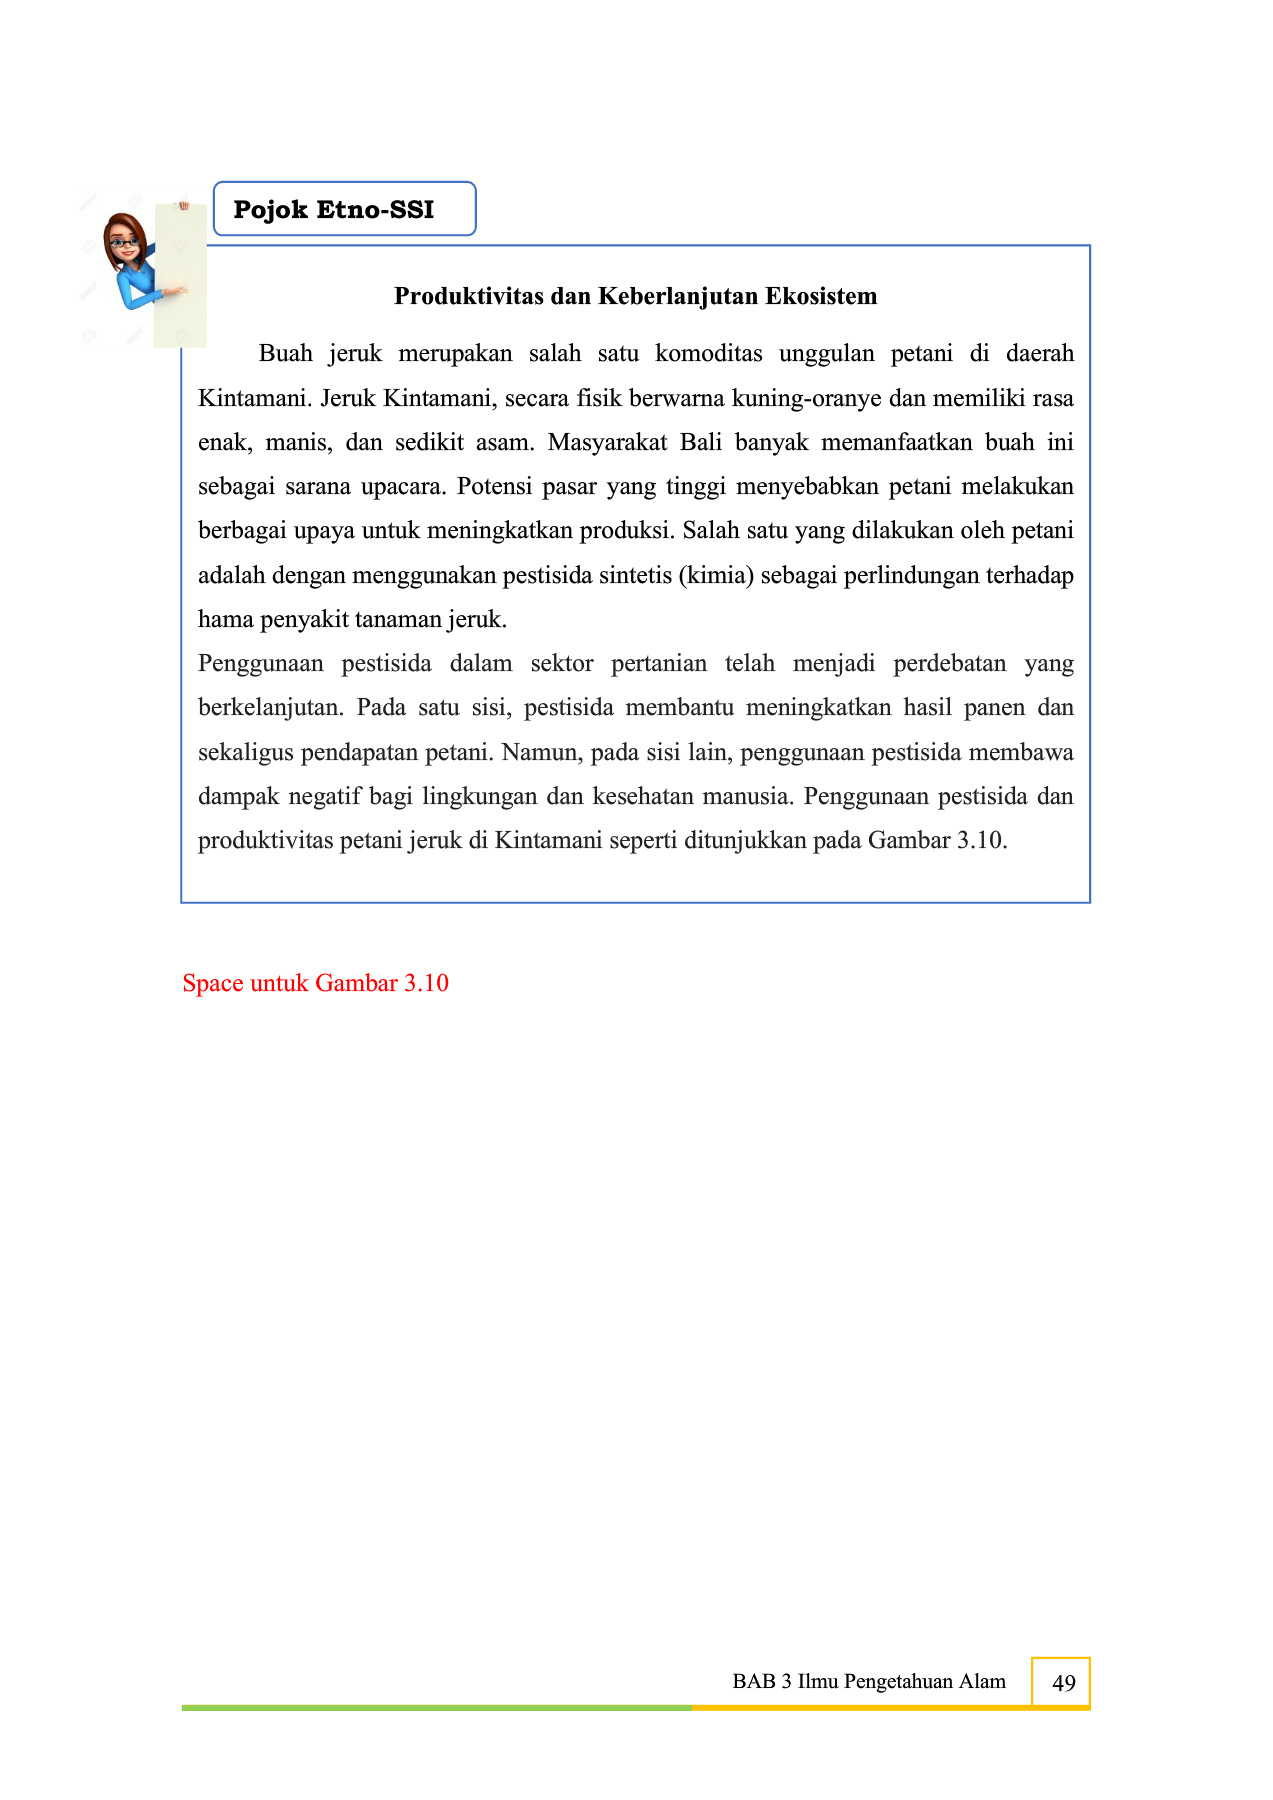 Pojok Etno-SSI
Produktivitas dan Keberlanjutan Ekosistem
Buah jeruk merupakan salah satu komoditas unggulan petani di daerah
Kintamani. Jeruk Kintamani, secara fisik berwarna kuning-oranye dan memiliki rasa
enak, manis, dan sedikit asam. Masyarakat Bali banyak memanfaatkan buah ini
sebagai sarana upacara. Potensi pasar yang tinggi menyebabkan petani melakukan
berbagai upaya untuk meningkatkan produksi. Salah satu yang dilakukan oleh petani
adalah dengan menggunakan pestisida sintetis (kimia) sebagai perlindungan terhadap
hama penyakit tanaman jeruk.
Penggunaan pestisida dalam sektor pertanian telah menjadi perdebatan yang
berkelanjutan. Pada satu sisi, pestisida membantu meningkatkan hasil panen dan
sekaligus pendapatan petani. Namun, pada sisi lain, penggunaan pestisida membawa
dampak negatif bagi lingkungan dan kesehatan manusia. Penggunaan pestisida dan
produktivitas petani jeruk di Kintamani seperti ditunjukkan pada Gambar 3.10.
Space untuk Gambar 3.10
BAB 3 Ilmu Pengetahuan Alam
49